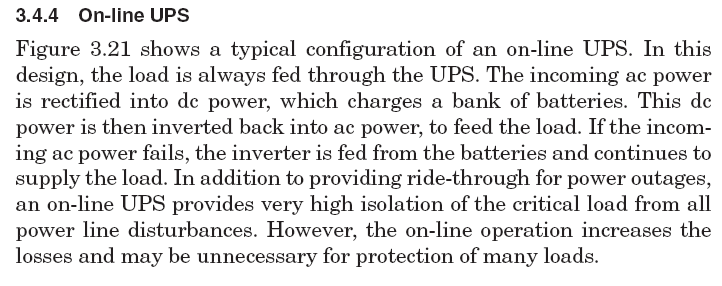 3.4.4 On-line UPS
Figure 3.21 shows a typical configuration of an on-line UPS. In this
design, the load is always fed through the UPS. The incoming ac power
is rectified into dc power, which charges a bank of batteries. This dc
power is then inverted back into ac power, to feed the load. If the incom-
ing ac power fails, the inverter is fed from the batteries and continues to
supply the load. In addition to providing ride-through for power outages,
an on-line UPS provides very high isolation of the critical load from all
power line disturbances. However, the on-line operation increases the
losses and may be unnecessary for protection of many loads.